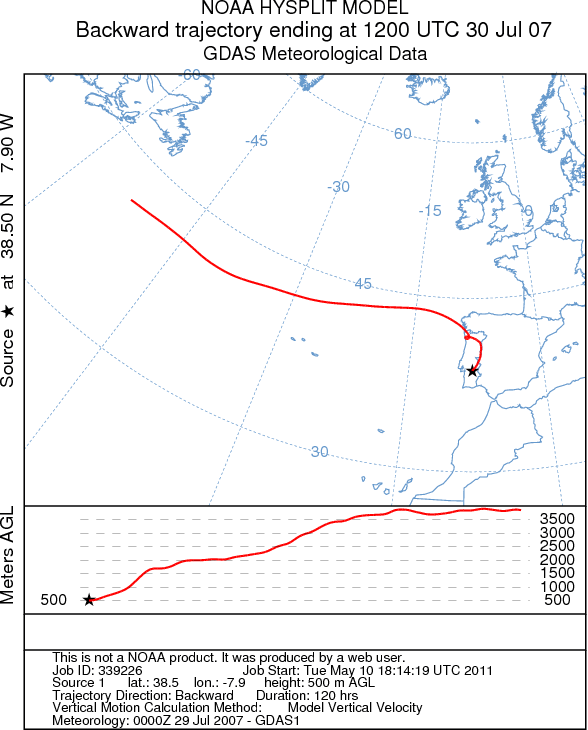 NOAA HYSPLIT MODEL
Backward trajectory ending at 1200 UTC 30 Jul 07
GDAS Meteorological Data
Source ★ at 38.50 N 7.90 W
-60
-45
60
-30
-15
0
45
30
Meters AGL
3500
3000
2500
2000
1500
1000
500 500
This is not a NOAA product. It was produced by a web user.
Job ID: 339226 Job Start: Tue May 10 18:14:19 UTC 2011
Source 1 lat.: 38.5 lon.: -7.9 height: 500 m AGL
Trajectory Direction: Backward Duration: 120 hrs
Vertical Motion Calculation Method: Model Vertical Velocity
Meteorology: 0000Z 29 Jul 2007 - GDAS1